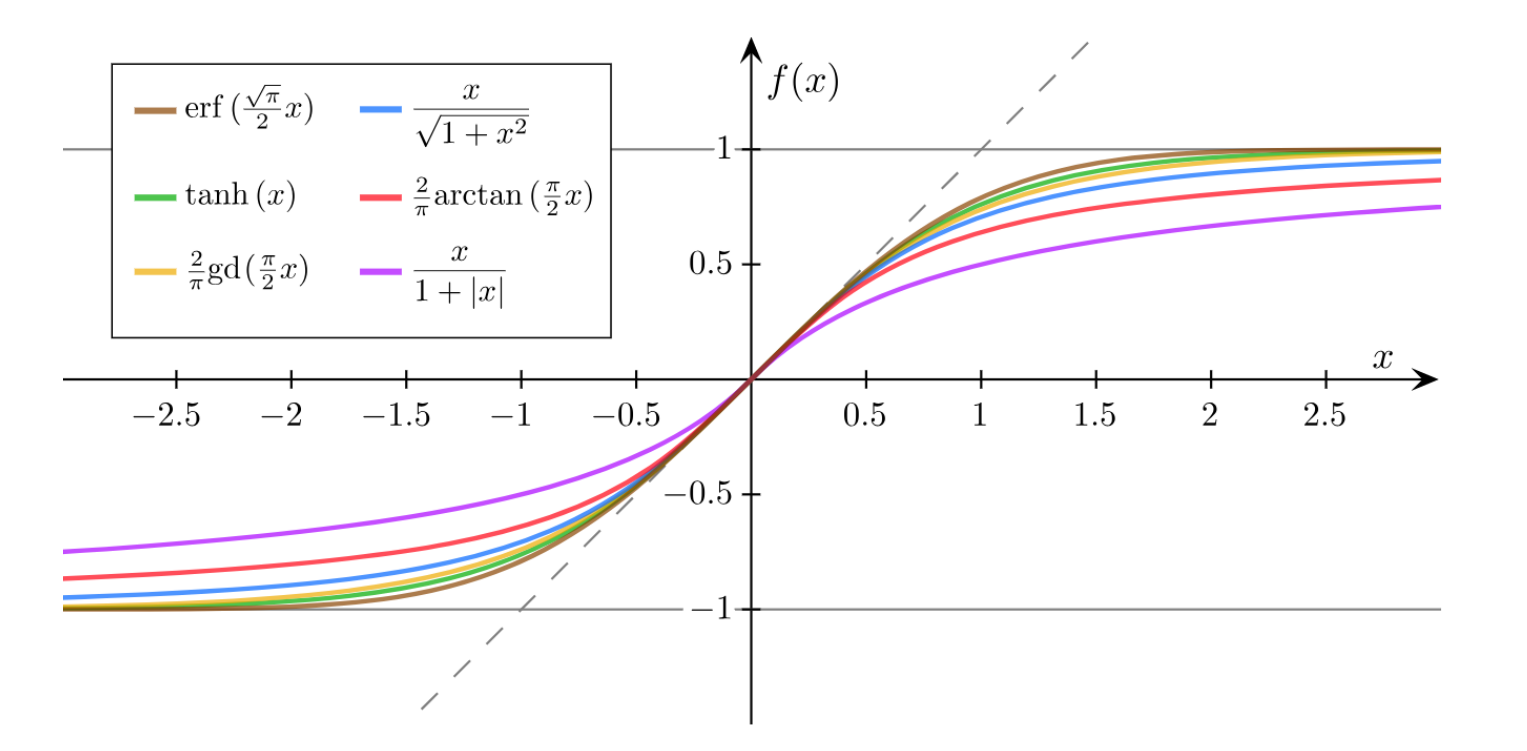 f(x)
erf (√π/2 x)
x/√(1 + x²)
tanh (x)
2/π arctan (π/2 x)
2/π gd(π/2 x)
x/(1 + |x|)
1
0.5
x
−2.5 −2 −1.5 −1 −0.5 0.5 1 1.5 2 2.5
−0.5
−1